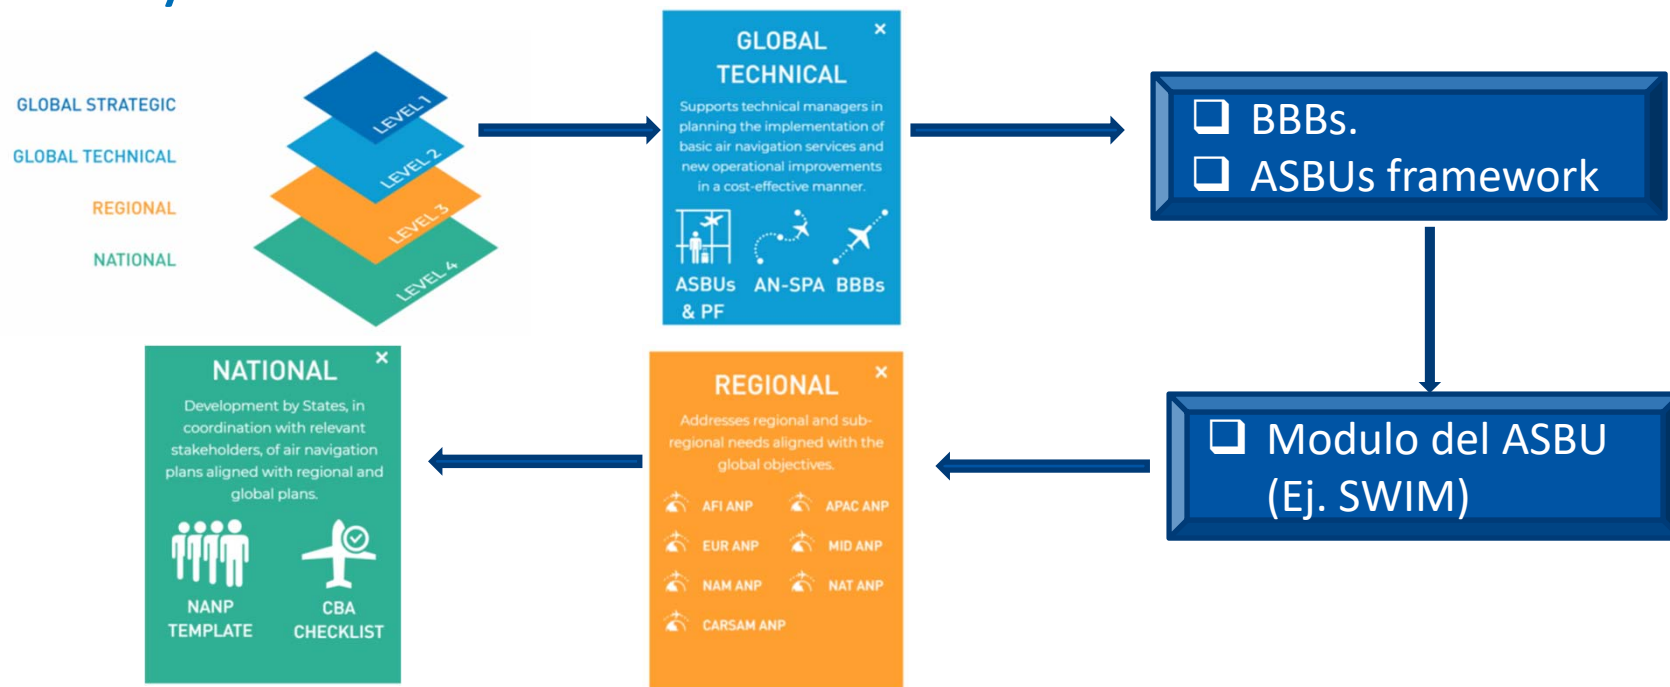 GLOBAL STRATEGIC
GLOBAL TECHNICAL
REGIONAL
NATIONAL
LEVEL 1
LEVEL 2
LEVEL 3
LEVEL 4
GLOBAL
TECHNICAL
Supports technical managers in
planning the implementation of
basic air navigation services and
new operational improvements
in a cost-effective manner.
ASBUs
& PF
AN-SPA
BBBs
BBBs.
ASBUs framework
NATIONAL
Development by States, in
coordination with relevant
stakeholders, of air navigation
plans aligned with regional and
global plans.
NANP
TEMPLATE
CBA
CHECKLIST
REGIONAL
Addresses regional and sub-
regional needs aligned with the
global objectives.
AFI ANP
APAC ANP
EUR ANP
MID ANP
NAM ANP
NAT ANP
CARSAM ANP
Modulo del ASBU
(Ej. SWIM)